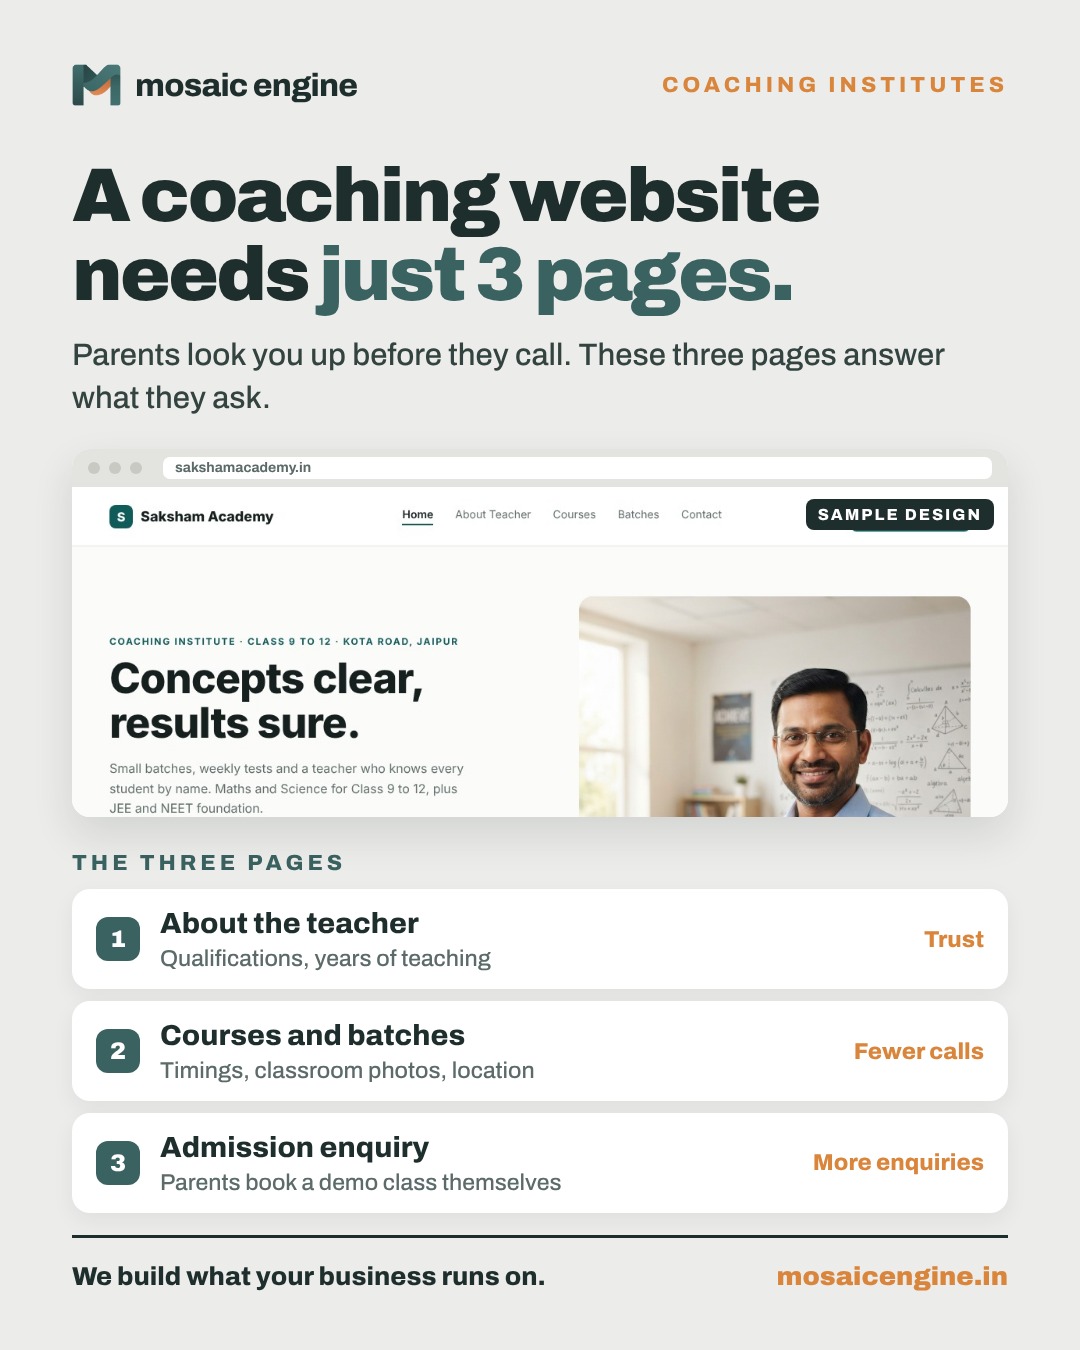 mosaic engine
COACHING INSTITUTES
A coaching website
needs just 3 pages.
Parents look you up before they call. These three pages answer
what they ask.
sakshamacademy.in
S Saksham Academy
Home About Teacher Courses Batches Contact
SAMPLE DESIGN
COACHING INSTITUTE · CLASS 9 TO 12 · KOTA ROAD, JAIPUR
Concepts clear,
results sure.
Small batches, weekly tests and a teacher who knows every
student by name. Maths and Science for Class 9 to 12, plus
JEE and NEET foundation.
THE THREE PAGES
1 About the teacher
Qualifications, years of teaching
Trust
2 Courses and batches
Timings, classroom photos, location
Fewer calls
3 Admission enquiry
Parents book a demo class themselves
More enquiries
We build what your business runs on.
mosaicengine.in